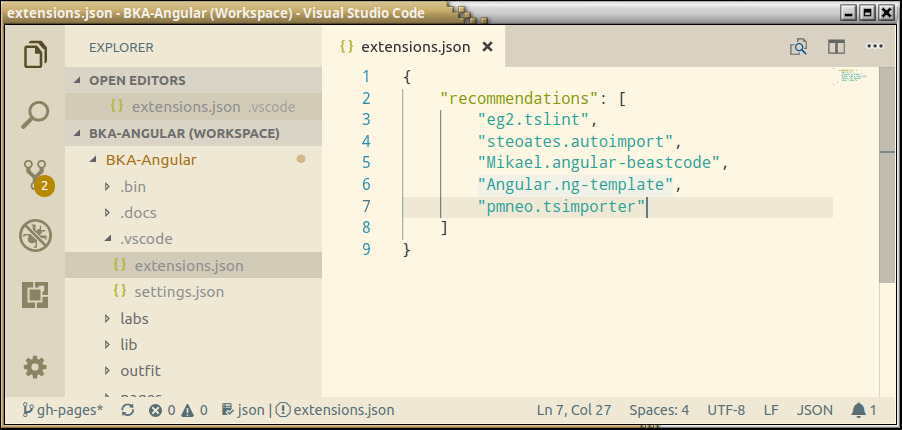 extensions.json - BKA-Angular (Workspace) - Visual Studio Code
EXPLORER
OPEN EDITORS
{} extensions.json .vscode
BKA-ANGULAR (WORKSPACE)
BKA-Angular
.bin
.docs
.vscode
{} extensions.json
{} settings.json
labs
lib
outfit
pages
2
{} extensions.json ×
1 {
2 "recommendations": [
3 "eg2.tslint",
4 "steoates.autoimport",
5 "Mikael.angular-beastcode",
6 "Angular.ng-template",
7 "pmneo.tsimporter"
8 ]
9 }
gh-pages* 0 0 json | extensions.json Ln 7, Col 27 Spaces: 4 UTF-8 LF JSON 1